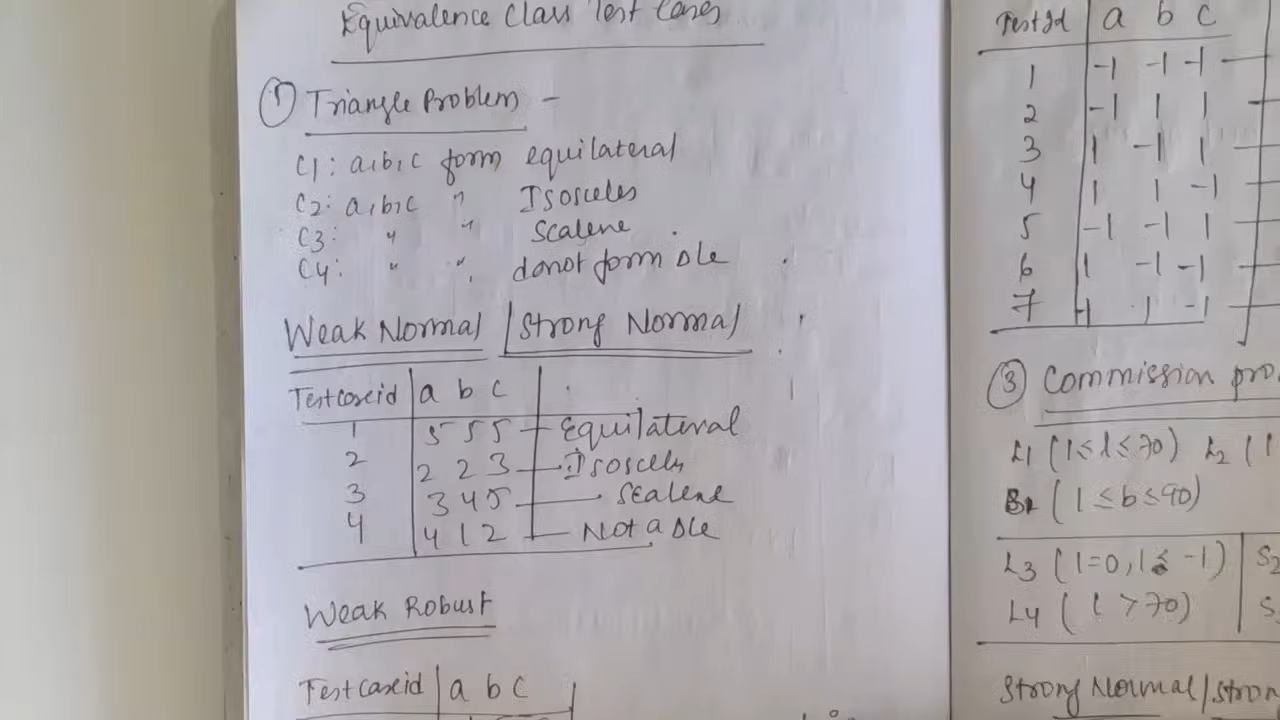 Equivalence Class Test Cases
① Triangle Problem -
C1: a,b,c form equilateral
C2: a,b,c " Isosceles
C3: " " Scalene
C4: " " donot form Δle
Weak Normal / Strong Normal
Testcaseid a b c
1 5 5 5 - Equilateral
2 2 2 3 - Isosceles
3 3 4 5 - Scalene
4 4 1 2 - Not a Δle
Weak Robust
Testcaseid a b c
Test Id a b c
1 -1 -1 -1
2 -1 1 1
3 1 -1 1
4 1 1 -1
5 -1 -1 1
6 1 -1 -1
7 -1 1 -1
③ Commission pro
L1 (1≤l≤70) L2 (1
B1 (1≤b≤90)
L3 (l=0, l≤ -1) S2
L4 (l >70) S
Strong Normal / Stron